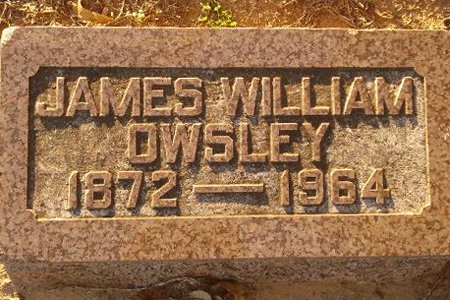 JAMES WILLIAM
OWSLEY
1872 — 1964